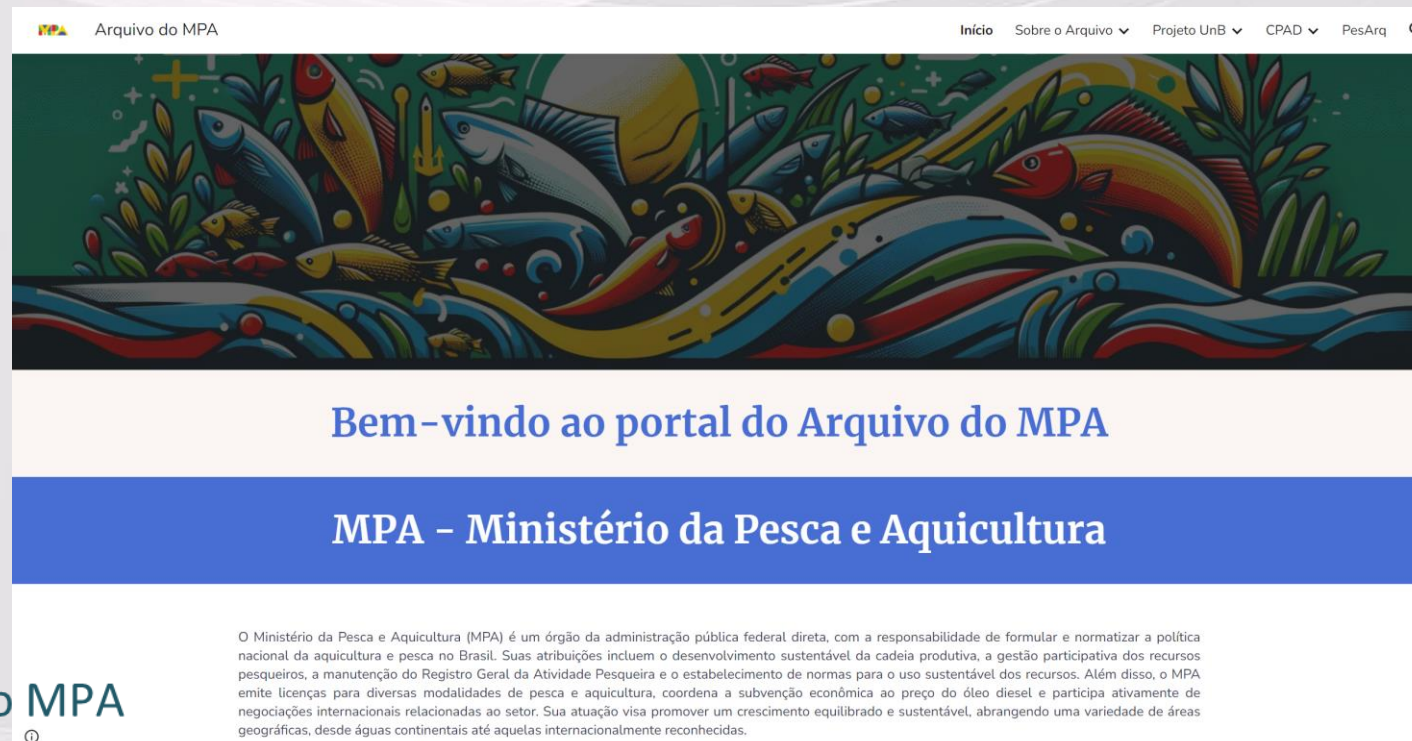 MPA Arquivo do MPA Início Sobre o Arquivo Projeto UnB CPAD PesArq
Bem-vindo ao portal do Arquivo do MPA
MPA - Ministério da Pesca e Aquicultura
O Ministério da Pesca e Aquicultura (MPA) é um órgão da administração pública federal direta, com a responsabilidade de formular e normatizar a política
nacional da aquicultura e pesca no Brasil. Suas atribuições incluem o desenvolvimento sustentável da cadeia produtiva, a gestão participativa dos recursos
pesqueiros, a manutenção do Registro Geral da Atividade Pesqueira e o estabelecimento de normas para o uso sustentável dos recursos. Além disso, o MPA
emite licenças para diversas modalidades de pesca e aquicultura, coordena a subvenção econômica ao preço do óleo diesel e participa ativamente de
negociações internacionais relacionadas ao setor. Sua atuação visa promover um crescimento equilibrado e sustentável, abrangendo uma variedade de áreas
geográficas, desde águas continentais até aquelas internacionalmente reconhecidas.
o MPA